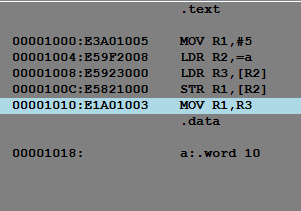 .text
00001000:E3A01005 MOV R1,#5
00001004:E59F2008 LDR R2,=a
00001008:E5923000 LDR R3,[R2]
0000100C:E5821000 STR R1,[R2]
00001010:E1A01003 MOV R1,R3
.data
00001018: a:.word 10